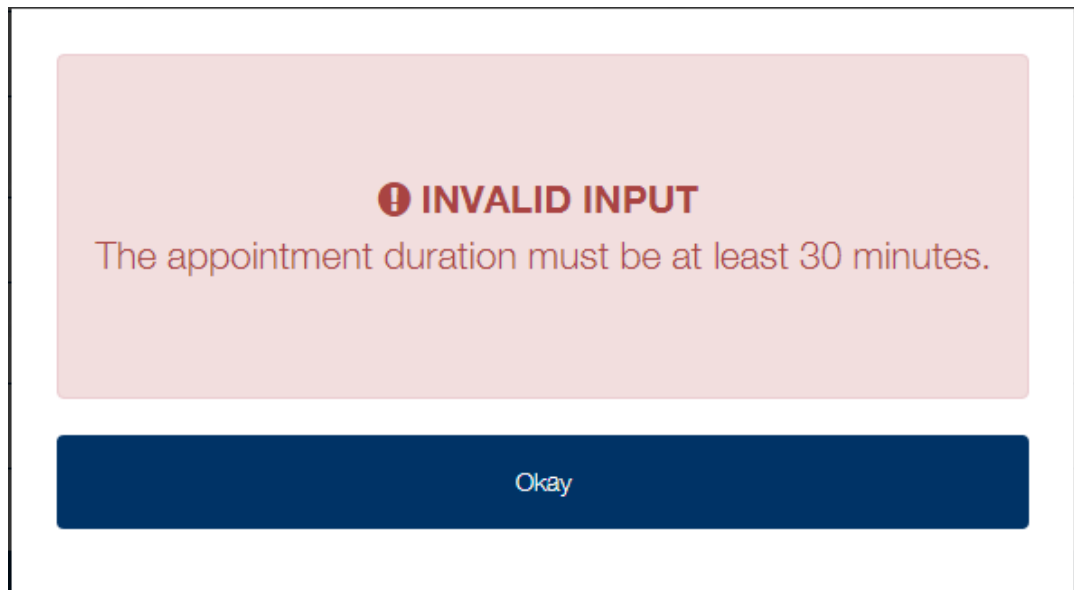 INVALID INPUT
The appointment duration must be at least 30 minutes.
Okay